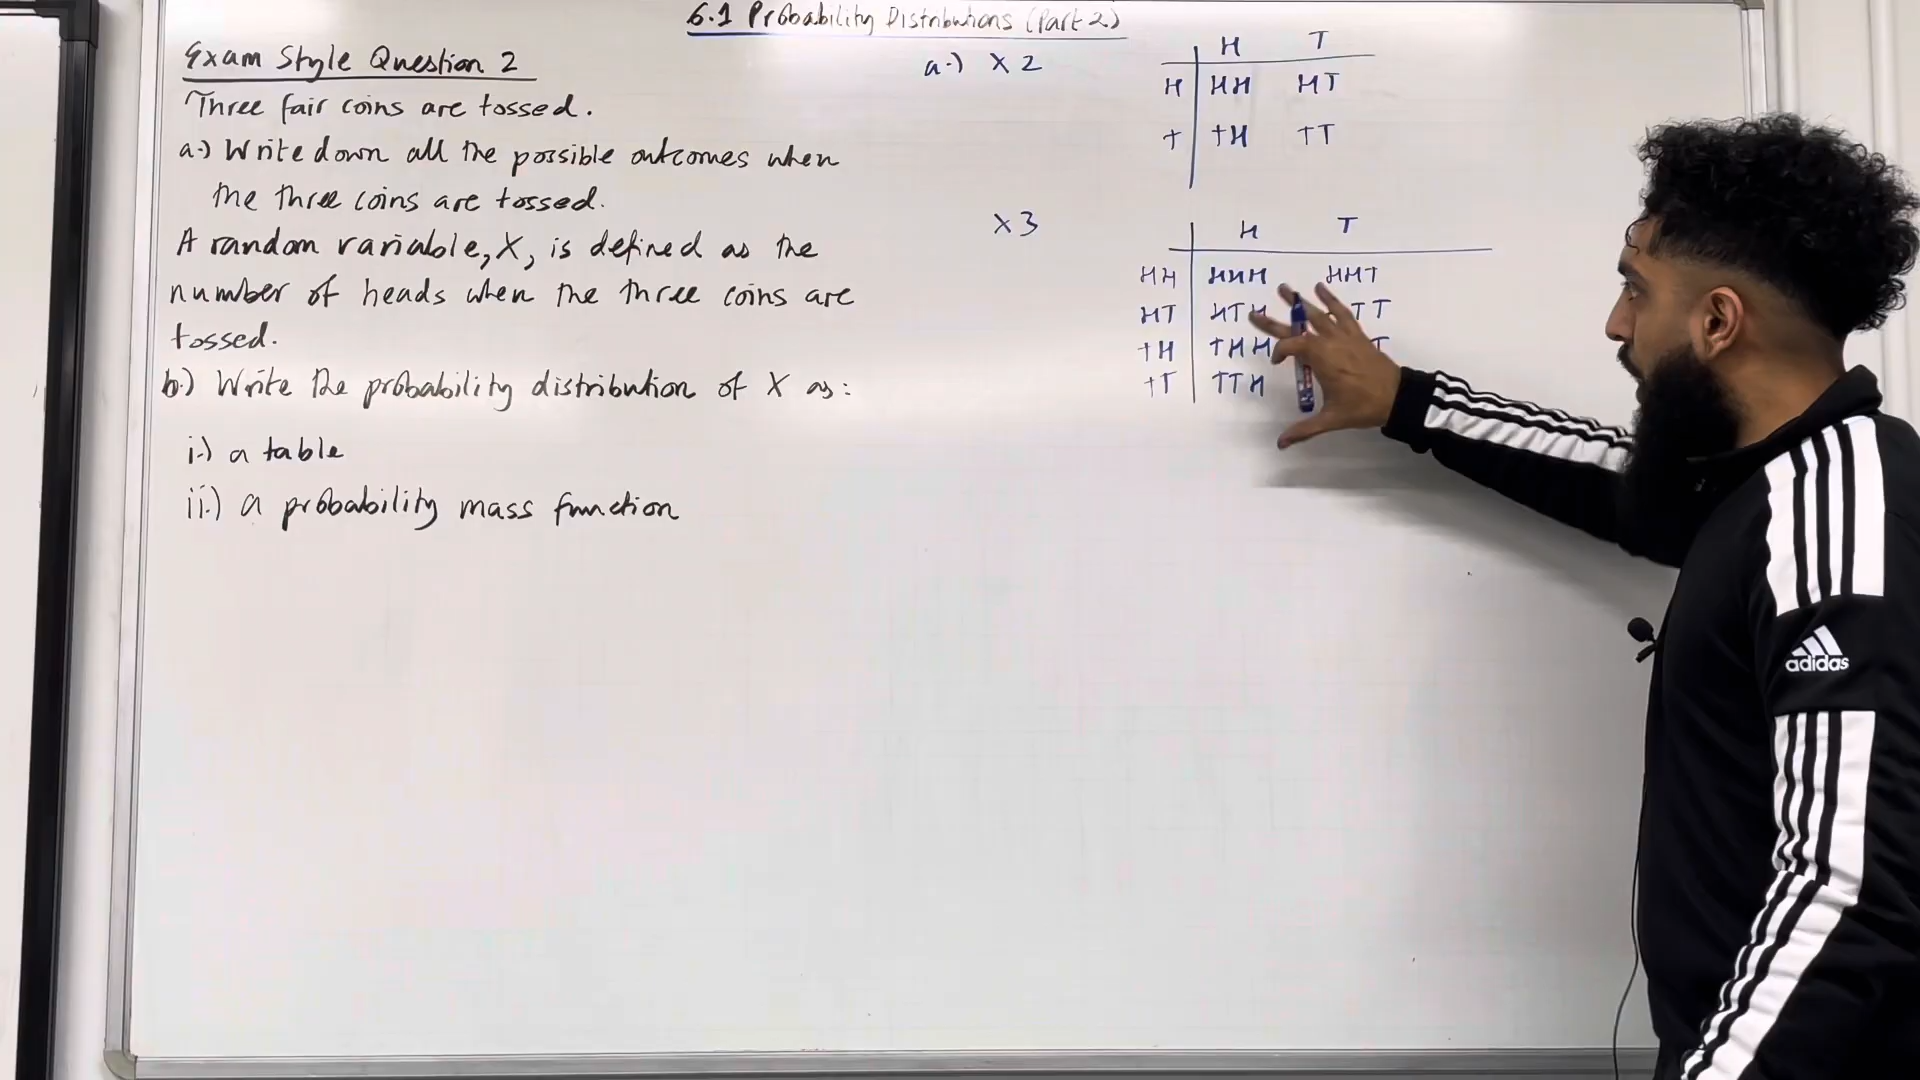 6.1 Probability Distributions (Part 2)
Exam Style Question 2
Three fair coins are tossed.
a.) Write down all the possible outcomes when
the three coins are tossed.
A random variable, X, is defined as the
number of heads when the three coins are
tossed.
b.) Write the probability distribution of X as:
i.) a table
ii.) a probability mass function
a.) X 2
H T
H HH HT
T TH TT
X 3
H T
HH HHH HHT
HT HTH TT
TH THH T
TT TTH
adidas